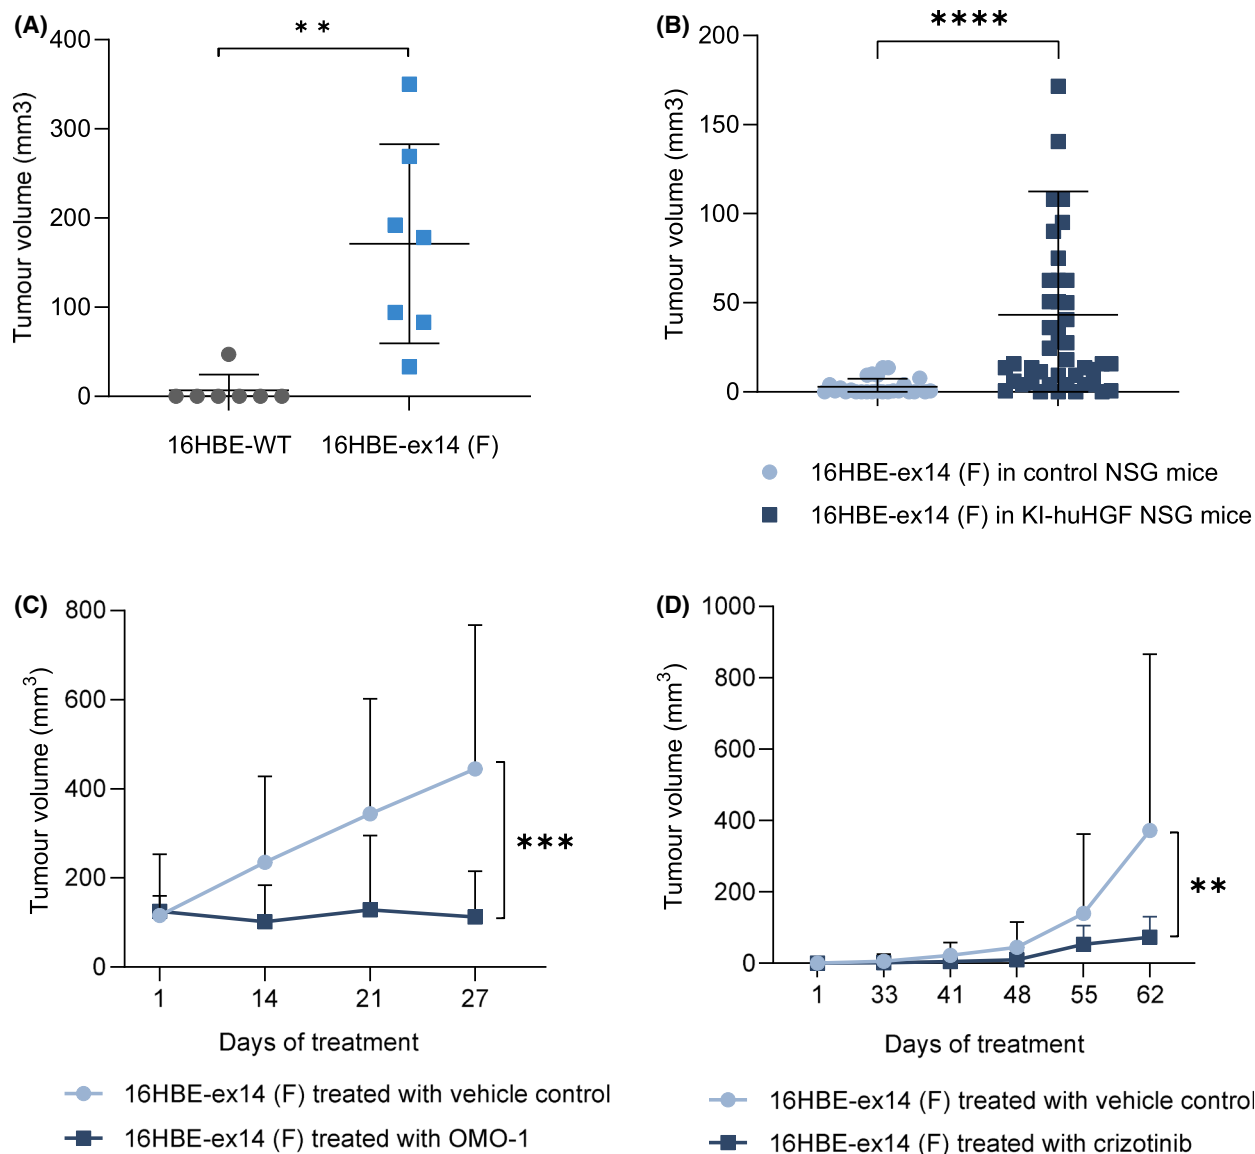 (A)
**
Tumour volume (mm3)
400
300
200
100
0
16HBE-WT
16HBE-ex14 (F)
(B)
****
Tumour volume (mm3)
200
150
100
50
0
16HBE-ex14 (F) in control NSG mice
16HBE-ex14 (F) in KI-huHGF NSG mice
(C)
Tumour volume (mm³)
800
600
400
200
0
***
1 14 21 27
Days of treatment
16HBE-ex14 (F) treated with vehicle control
16HBE-ex14 (F) treated with OMO-1
(D)
Tumour volume (mm³)
1000
800
600
400
200
0
**
1 33 41 48 55 62
Days of treatment
16HBE-ex14 (F) treated with vehicle control
16HBE-ex14 (F) treated with crizotinib